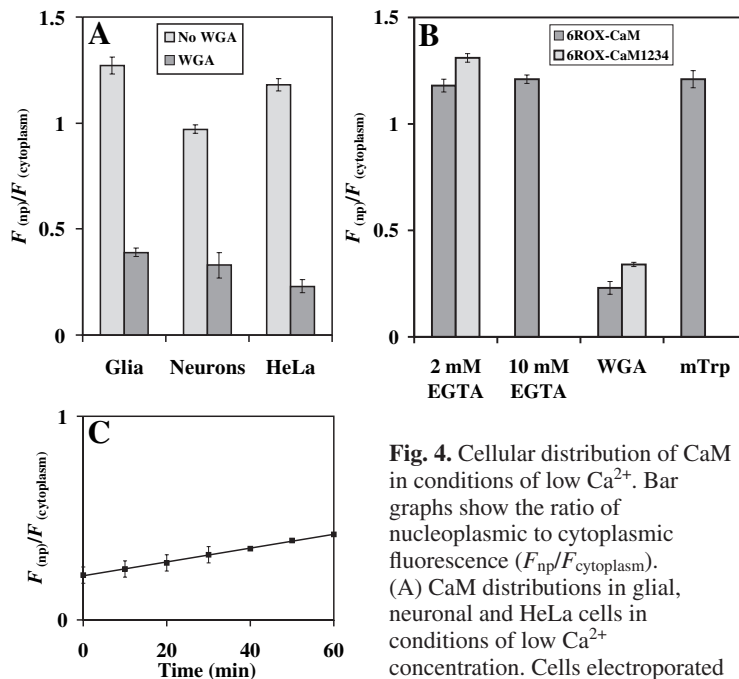 A
No WGA
WGA
F (np)/F (cytoplasm)
1.5
1
0.5
0
Glia Neurons HeLa
B
6ROX-CaM
6ROX-CaM1234
F (np)/F (cytoplasm)
1.5
1
0.5
0
2 mM 10 mM WGA mTrp
EGTA EGTA
C
F (np)/F (cytoplasm)
1
0
0 20 40 60
Time (min)
Fig. 4. Cellular distribution of CaM
in conditions of low Ca²⁺. Bar
graphs show the ratio of
nucleoplasmic to cytoplasmic
fluorescence (Fnp/Fcytoplasm).
(A) CaM distributions in glial,
neuronal and HeLa cells in
conditions of low Ca²⁺
concentration. Cells electroporated